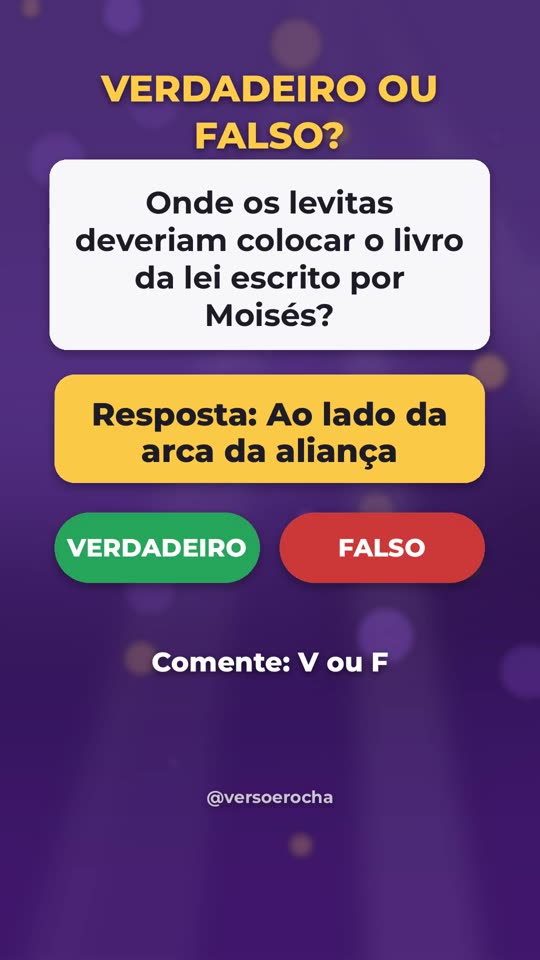 VERDADEIRO OU
FALSO?
Onde os levitas
deveriam colocar o livro
da lei escrito por
Moisés?
Resposta: Ao lado da
arca da aliança
VERDADEIRO
FALSO
Comente: V ou F
@versoerocha